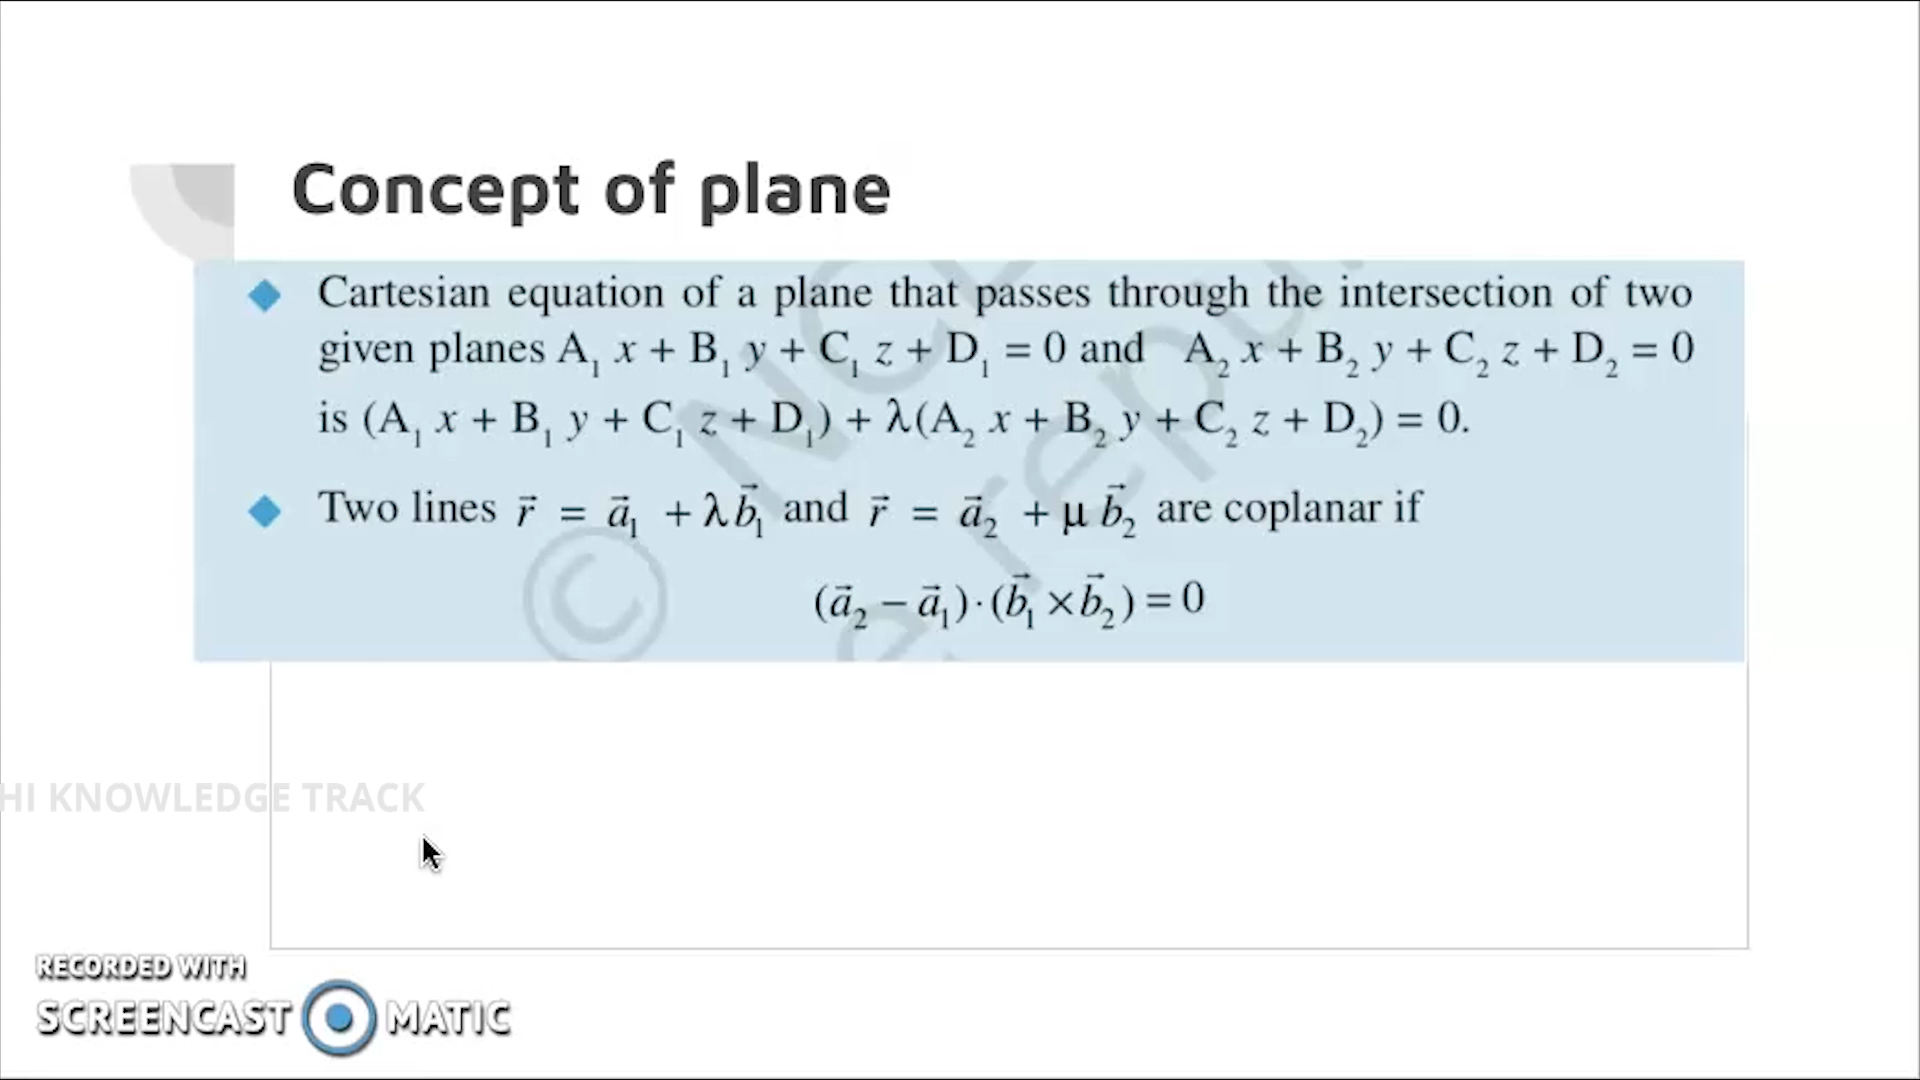 Concept of plane
Cartesian equation of a plane that passes through the intersection of two
given planes A₁ x + B₁ y + C₁ z + D₁ = 0 and A₂ x + B₂ y + C₂ z + D₂ = 0
is (A₁ x + B₁ y + C₁ z + D₁) + λ(A₂ x + B₂ y + C₂ z + D₂) = 0.
Two lines r⃗ = a⃗₁ + λb⃗₁ and r⃗ = a⃗₂ + μ b⃗₂ are coplanar if
(a⃗₂ − a⃗₁)·(b⃗₁ × b⃗₂) = 0
HI KNOWLEDGE TRACK
RECORDED WITH
SCREENCAST MATIC